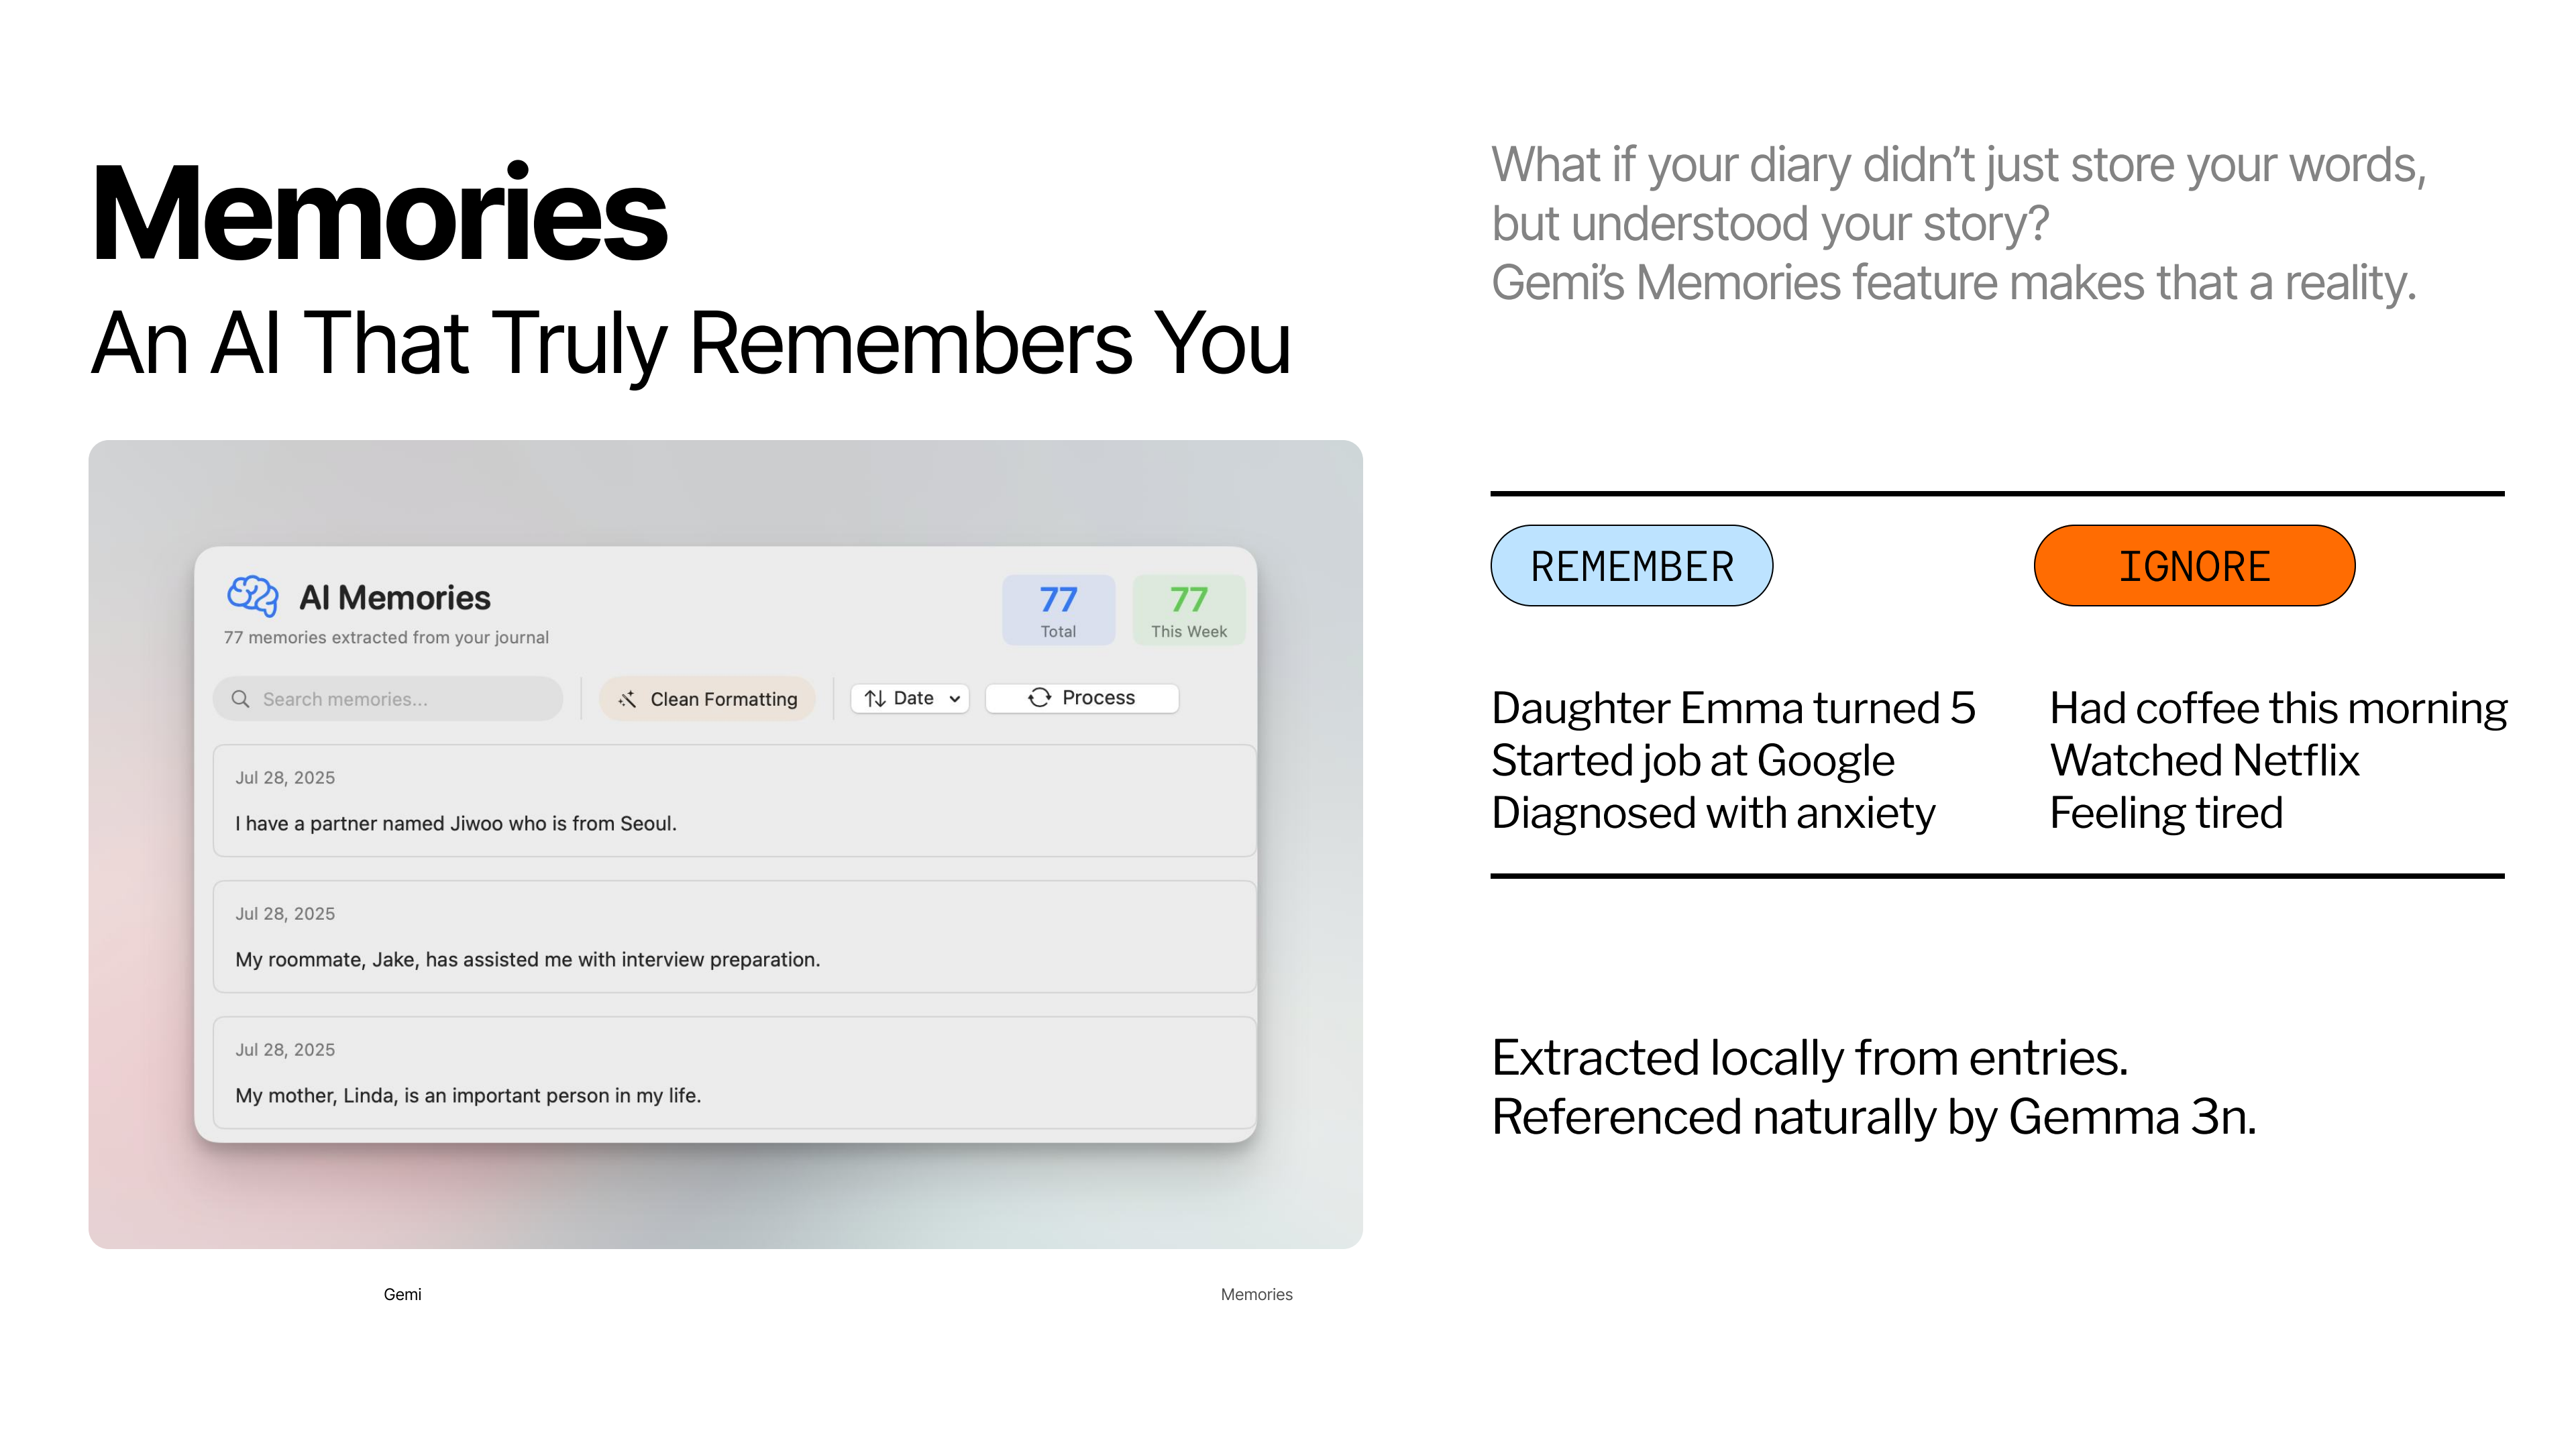 Memories
An AI That Truly Remembers You
What if your diary didn’t just store your words,
but understood your story?
Gemi’s Memories feature makes that a reality.
AI Memories
77 memories extracted from your journal
77
Total
77
This Week
Search memories...
Clean Formatting
Date
Process
Jul 28, 2025
I have a partner named Jiwoo who is from Seoul.
Jul 28, 2025
My roommate, Jake, has assisted me with interview preparation.
Jul 28, 2025
My mother, Linda, is an important person in my life.
REMEMBER
Daughter Emma turned 5
Started job at Google
Diagnosed with anxiety
IGNORE
Had coffee this morning
Watched Netflix
Feeling tired
Extracted locally from entries.
Referenced naturally by Gemma 3n.
Gemi
Memories